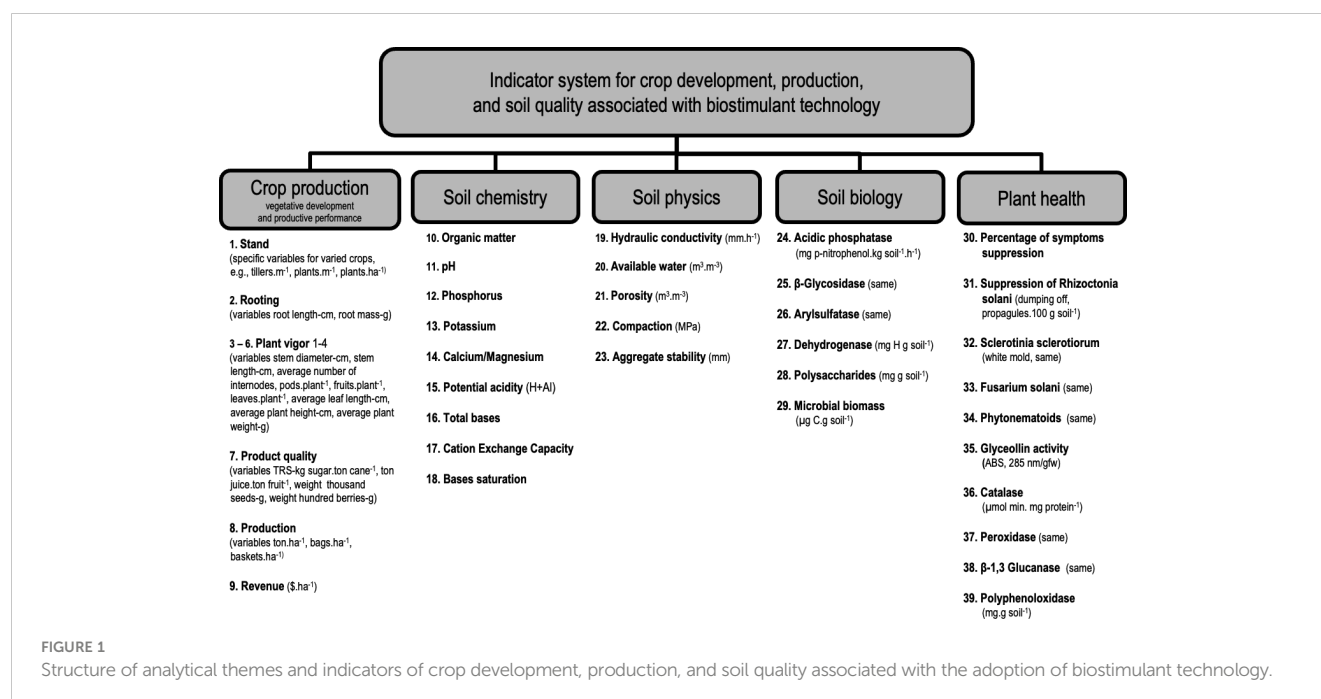 Indicator system for crop development, production,
and soil quality associated with biostimulant technology
Crop production
vegetative development
and productive performance
1. Stand
(specific variables for varied crops,
e.g., tillers.m⁻¹, plants.m⁻¹, plants.ha⁻¹⁾
2. Rooting
(variables root length-cm, root mass-g)
3 – 6. Plant vigor 1-4
(variables stem diameter-cm, stem
length-cm, average number of
internodes, pods.plant⁻¹, fruits.plant⁻¹,
leaves.plant⁻¹, average leaf length-cm,
average plant height-cm, average plant
weight-g)
7. Product quality
(variables TRS-kg sugar.ton cane⁻¹, ton
juice.ton fruit⁻¹, weight thousand
seeds-g, weight hundred berries-g)
8. Production
(variables ton.ha⁻¹, bags.ha⁻¹,
baskets.ha⁻¹⁾
9. Revenue ($.ha⁻¹)
Soil chemistry
10. Organic matter
11. pH
12. Phosphorus
13. Potassium
14. Calcium/Magnesium
15. Potential acidity (H+Al)
16. Total bases
17. Cation Exchange Capacity
18. Bases saturation
Soil physics
19. Hydraulic conductivity (mm.h⁻¹)
20. Available water (m³.m⁻³)
21. Porosity (m³.m⁻³)
22. Compaction (MPa)
23. Aggregate stability (mm)
Soil biology
24. Acidic phosphatase
(mg p-nitrophenol.kg soil⁻¹.h⁻¹)
25. β-Glycosidase (same)
26. Arylsulfatase (same)
27. Dehydrogenase (mg H g soil⁻¹)
28. Polysaccharides (mg g soil⁻¹)
29. Microbial biomass
(µg C.g soil⁻¹)
Plant health
30. Percentage of symptoms
suppression
31. Suppression of Rhizoctonia
solani (dumping off,
propagules.100 g soil⁻¹)
32. Sclerotinia sclerotiorum
(white mold, same)
33. Fusarium solani (same)
34. Phytonematoids (same)
35. Glyceollin activity
(ABS, 285 nm/gfw)
36. Catalase
(µmol min. mg protein⁻¹)
37. Peroxidase (same)
38. β-1,3 Glucanase (same)
39. Polyphenoloxidase
(mg.g soil⁻¹)
FIGURE 1
Structure of analytical themes and indicators of crop development, production, and soil quality associated with the adoption of biostimulant technology.